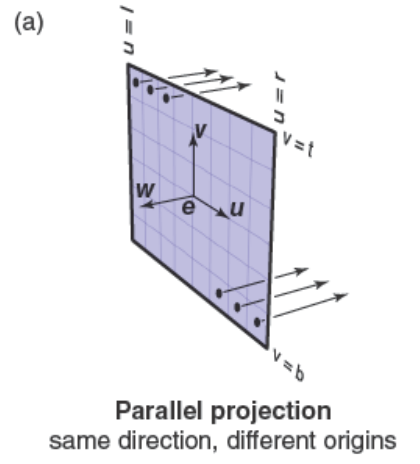 (a)
u = l
u = r
v = t
v
w
e
u
v = b
Parallel projection
same direction, different origins